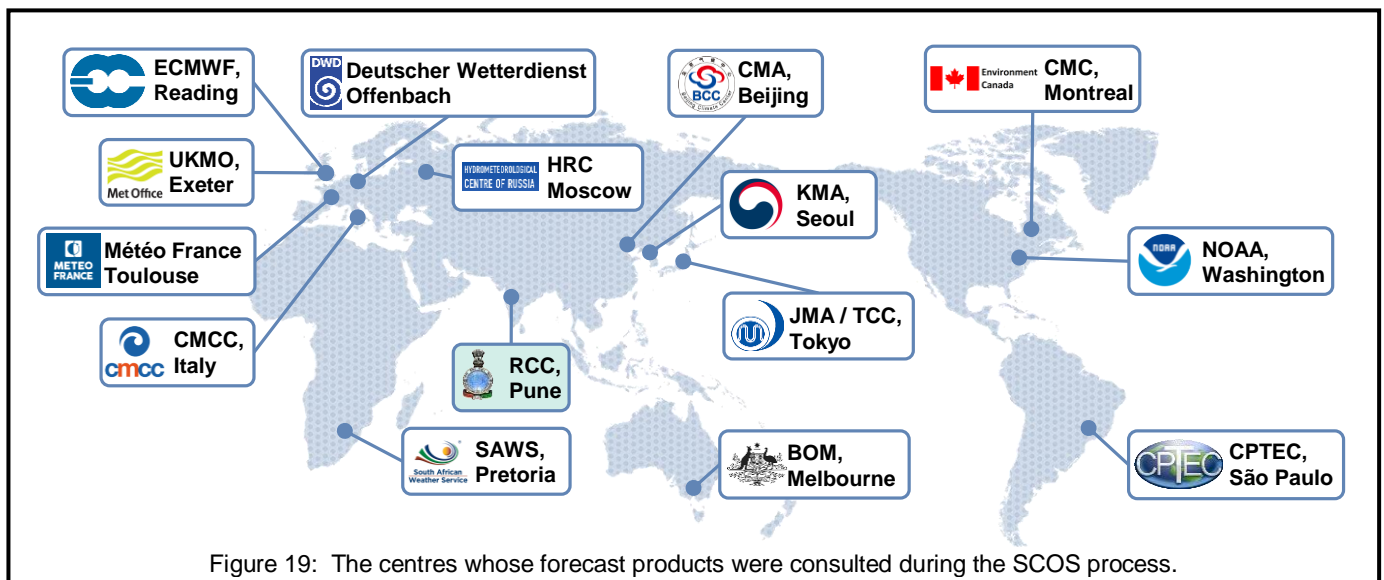 ECMWF,
Reading
DWD
Deutscher Wetterdienst
Offenbach
BCC
CMA,
Beijing
Environment
Canada
CMC,
Montreal
Met Office
UKMO,
Exeter
HYDROMETEOROLOGICAL
CENTRE OF RUSSIA
HRC
Moscow
KMA,
Seoul
METEO
FRANCE
Météo France
Toulouse
NOAA
NOAA,
Washington
cmcc
CMCC,
Italy
RCC,
Pune
JMA / TCC,
Tokyo
South African
Weather Service
SAWS,
Pretoria
BOM,
Melbourne
CPTEC
CPTEC,
São Paulo
Figure 19: The centres whose forecast products were consulted during the SCOS process.